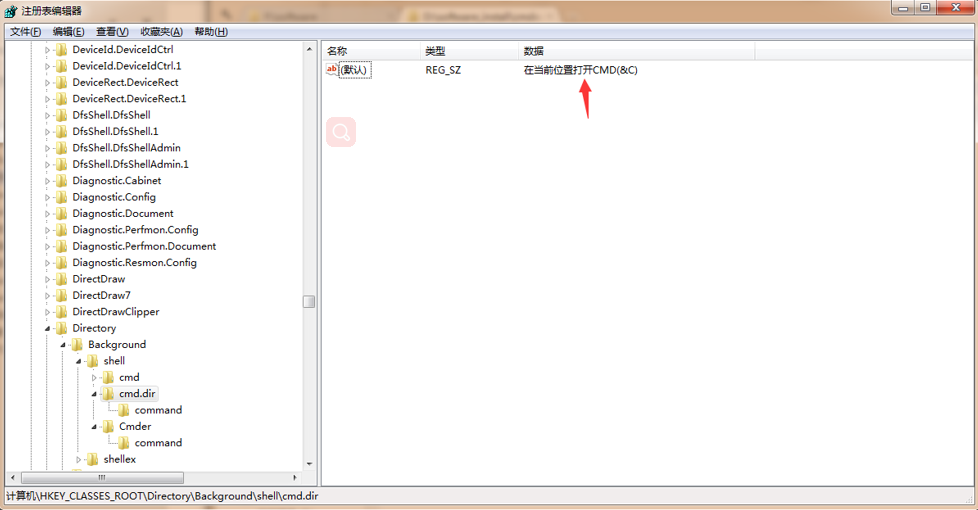 注册表编辑器
文件(F) 编辑(E) 查看(V) 收藏夹(A) 帮助(H)
DeviceId.DeviceIdCtrl
DeviceId.DeviceIdCtrl.1
DeviceRect.DeviceRect
DeviceRect.DeviceRect.1
DfsShell.DfsShell
DfsShell.DfsShell.1
DfsShell.DfsShellAdmin
DfsShell.DfsShellAdmin.1
Diagnostic.Cabinet
Diagnostic.Config
Diagnostic.Document
Diagnostic.Perfmon.Config
Diagnostic.Perfmon.Document
Diagnostic.Resmon.Config
DirectDraw
DirectDraw7
DirectDrawClipper
Directory
Background
shell
cmd
cmd.dir
command
Cmder
command
shellex
名称 类型 数据
ab (默认) REG_SZ 在当前位置打开CMD(&C)
计算机\HKEY_CLASSES_ROOT\Directory\Background\shell\cmd.dir